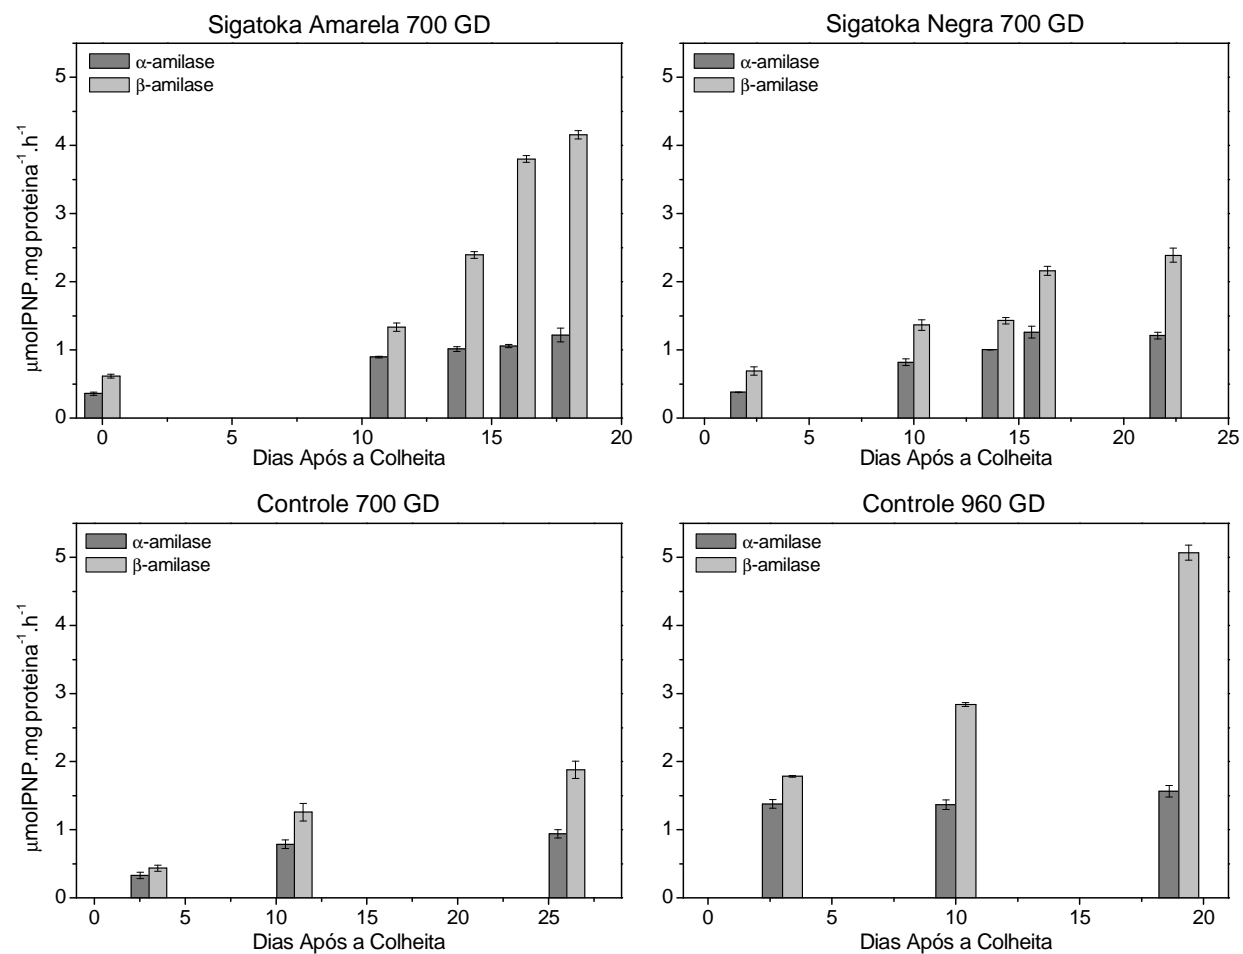 Sigatoka Amarela 700 GD
α-amilase
β-amilase
µmolPNP.mg proteina⁻¹.h⁻¹
5
4
3
2
1
0
0 5 10 15 20
Dias Após a Colheita
Sigatoka Negra 700 GD
α-amilase
β-amilase
5
4
3
2
1
0
0 5 10 15 20 25
Dias Após a Colheita
Controle 700 GD
α-amilase
β-amilase
µmolPNP.mg proteina⁻¹.h⁻¹
5
4
3
2
1
0
0 5 10 15 20 25
Dias Após a Colheita
Controle 960 GD
α-amilase
β-amilase
5
4
3
2
1
0
0 5 10 15 20
Dias Após a Colheita